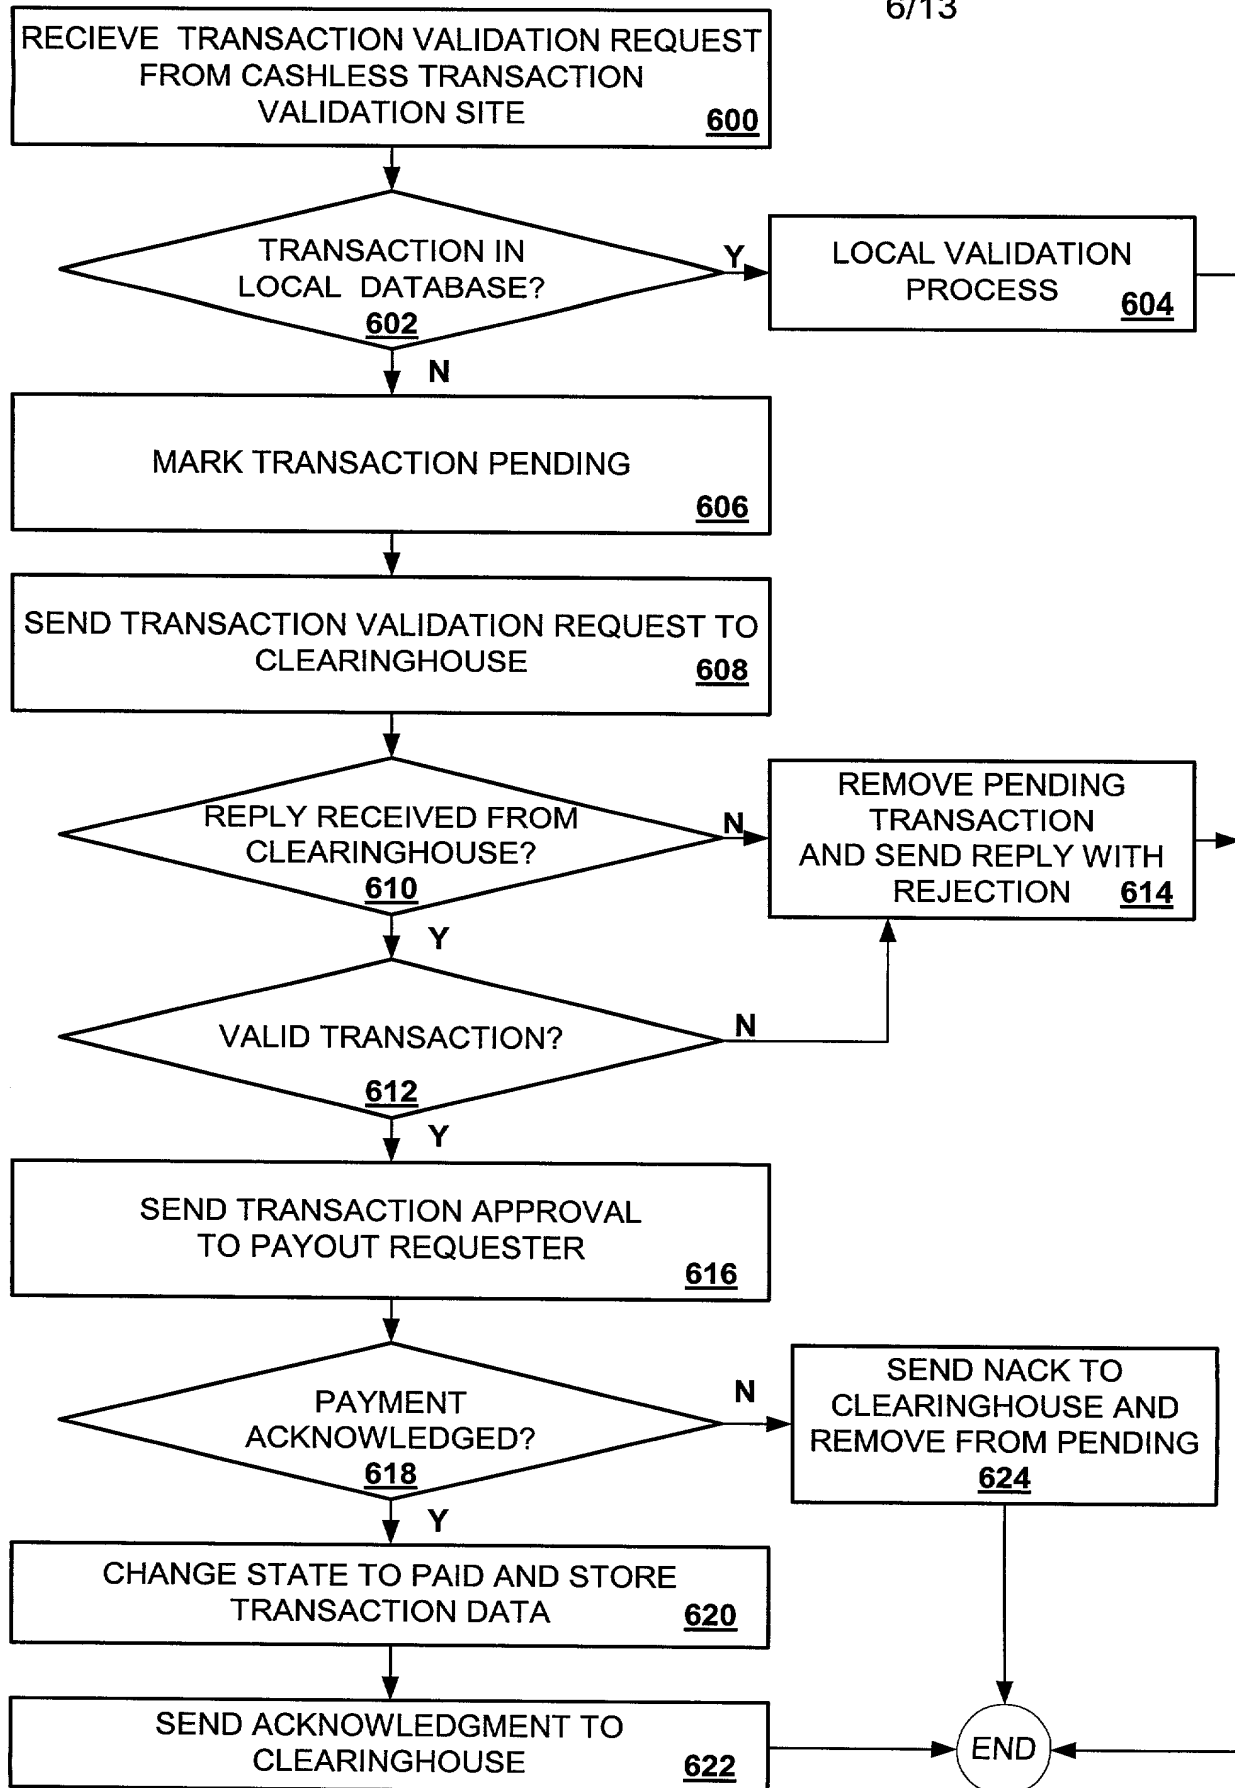 6/13
RECIEVE TRANSACTION VALIDATION REQUEST
FROM CASHLESS TRANSACTION
VALIDATION SITE
600
TRANSACTION IN
LOCAL DATABASE?
602
Y
LOCAL VALIDATION
PROCESS
604
N
MARK TRANSACTION PENDING
606
SEND TRANSACTION VALIDATION REQUEST TO
CLEARINGHOUSE
608
REPLY RECEIVED FROM
CLEARINGHOUSE?
610
N
REMOVE PENDING
TRANSACTION
AND SEND REPLY WITH
REJECTION 614
Y
VALID TRANSACTION?
612
N
Y
SEND TRANSACTION APPROVAL
TO PAYOUT REQUESTER
616
PAYMENT
ACKNOWLEDGED?
618
N
SEND NACK TO
CLEARINGHOUSE AND
REMOVE FROM PENDING
624
Y
CHANGE STATE TO PAID AND STORE
TRANSACTION DATA
620
SEND ACKNOWLEDGMENT TO
CLEARINGHOUSE
622
END